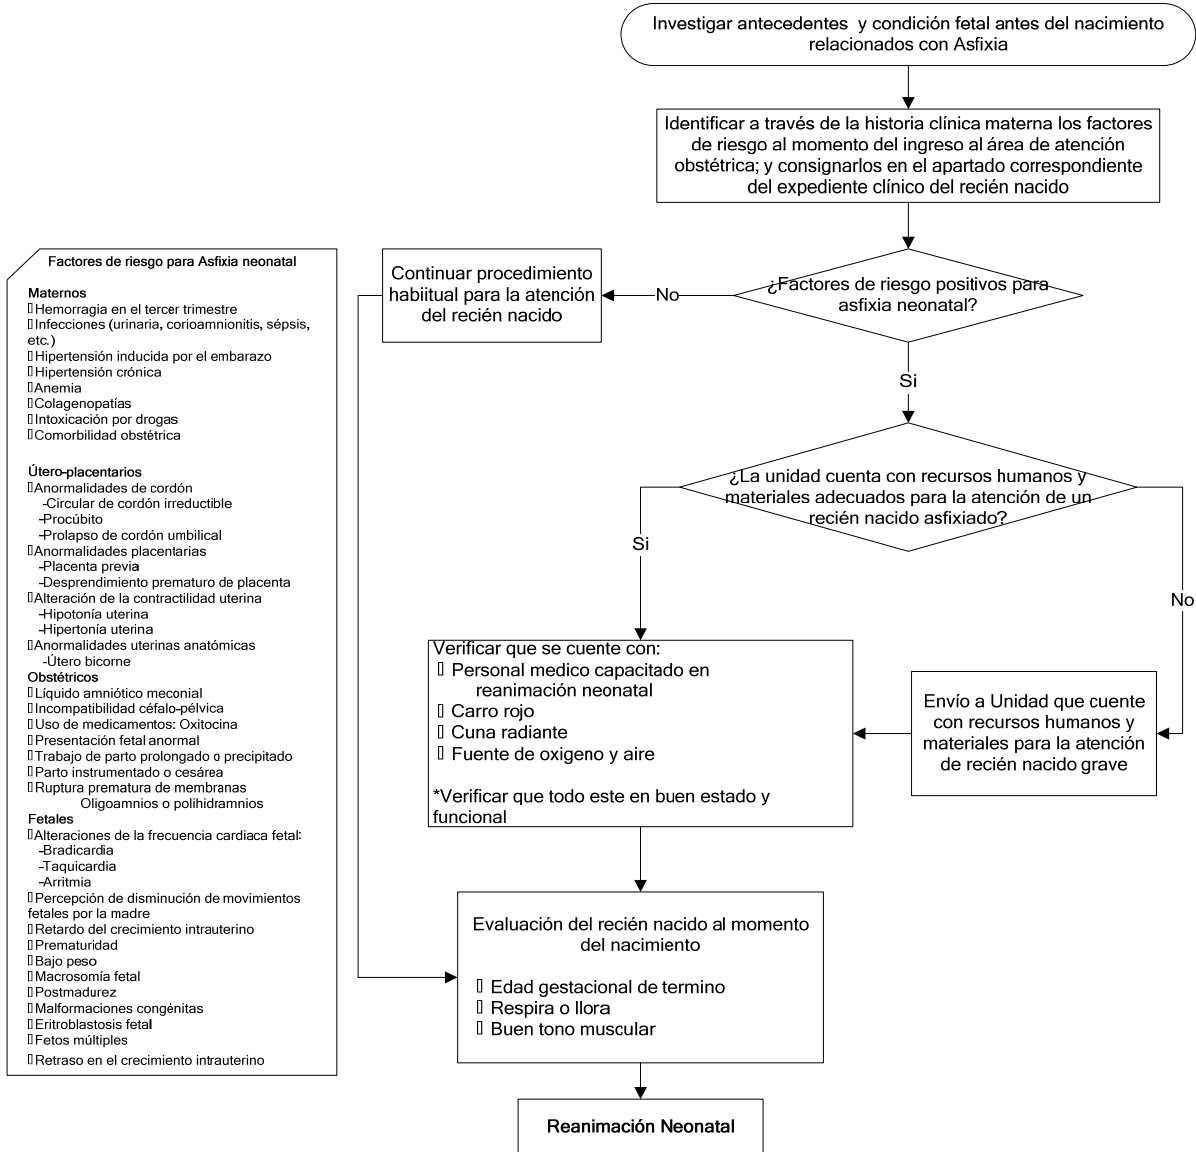 Investigar antecedentes y condición fetal antes del nacimiento
relacionados con Asfixia
Identificar a través de la historia clínica materna los factores
de riesgo al momento del ingreso al área de atención
obstétrica; y consignarlos en el apartado correspondiente
del expediente clínico del recién nacido
¿Factores de riesgo positivos para
asfixia neonatal?
No
Continuar procedimiento
habiitual para la atención
del recién nacido
Si
¿La unidad cuenta con recursos humanos y
materiales adecuados para la atención de un
recién nacido asfixiado?
Si
No
Envío a Unidad que cuente
con recursos humanos y
materiales para la atención
de recién nacido grave
Verificar que se cuente con:
▯ Personal medico capacitado en
reanimación neonatal
▯ Carro rojo
▯ Cuna radiante
▯ Fuente de oxigeno y aire
*Verificar que todo este en buen estado y
funcional
Evaluación del recién nacido al momento
del nacimiento
▯ Edad gestacional de termino
▯ Respira o llora
▯ Buen tono muscular
Reanimación Neonatal
Factores de riesgo para Asfixia neonatal
Maternos
▯Hemorragia en el tercer trimestre
▯Infecciones (urinaria, corioamnionitis, sépsis,
etc.)
▯Hipertensión inducida por el embarazo
▯Hipertensión crónica
▯Anemia
▯Colagenopatías
▯Intoxicación por drogas
▯Comorbilidad obstétrica
Útero-placentarios
▯Anormalidades de cordón
-Circular de cordón irreductible
-Procúbito
-Prolapso de cordón umbilical
▯Anormalidades placentarias
-Placenta previa
-Desprendimiento prematuro de placenta
▯Alteración de la contractilidad uterina
-Hipotonía uterina
-Hipertonía uterina
▯Anormalidades uterinas anatómicas
-Útero bicorne
Obstétricos
▯Líquido amniótico meconial
▯Incompatibilidad céfalo-pélvica
▯Uso de medicamentos: Oxitocina
▯Presentación fetal anormal
▯Trabajo de parto prolongado o precipitado
▯Parto instrumentado o cesárea
▯Ruptura prematura de membranas
Oligoamnios o polihidramnios
Fetales
▯Alteraciones de la frecuencia cardiaca fetal:
-Bradicardia
-Taquicardia
-Arritmia
▯Percepción de disminución de movimientos
fetales por la madre
▯Retardo del crecimiento intrauterino
▯Prematuridad
▯Bajo peso
▯Macrosomía fetal
▯Postmadurez
▯Malformaciones congénitas
▯Eritroblastosis fetal
▯Fetos múltiples
▯Retraso en el crecimiento intrauterino